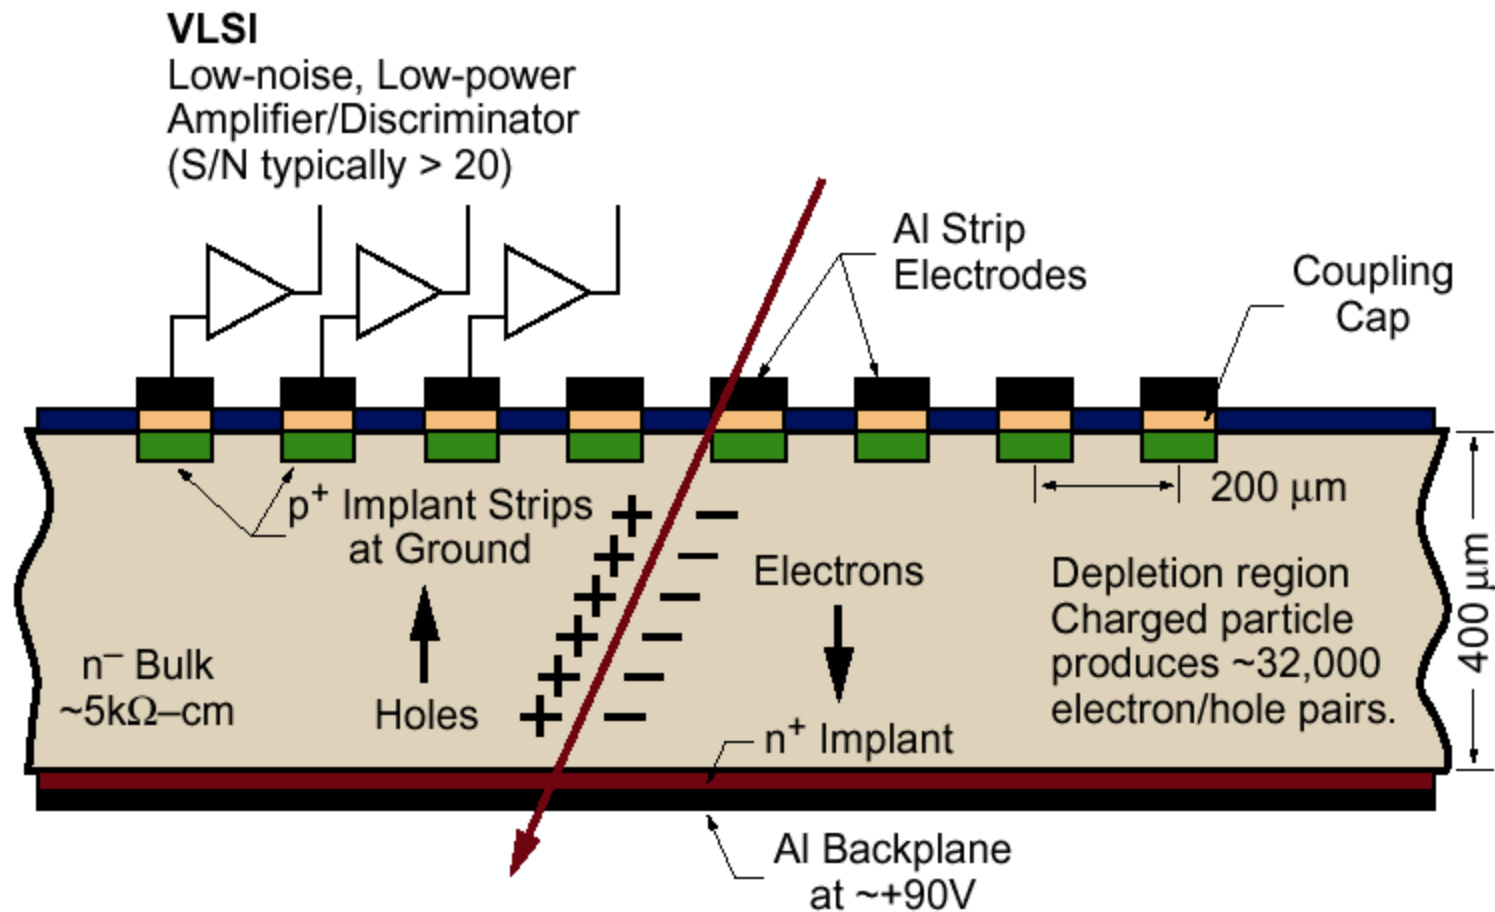 VLSI
Low-noise, Low-power
Amplifier/Discriminator
(S/N typically > 20)
Al Strip
Electrodes
Coupling
Cap
p⁺ Implant Strips
at Ground
200 μm
Electrons
Depletion region
Charged particle
produces ~32,000
electron/hole pairs.
400 μm
n⁻ Bulk
~5kΩ–cm
Holes
n⁺ Implant
Al Backplane
at ~+90V